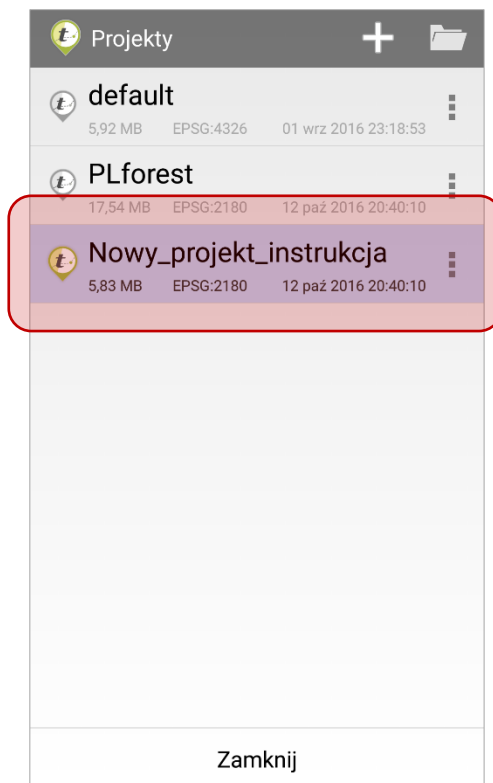 Projekty
default
5,92 MB EPSG:4326 01 wrz 2016 23:18:53
PLforest
17,54 MB EPSG:2180 12 paź 2016 20:40:10
Nowy_projekt_instrukcja
5,83 MB EPSG:2180 12 paź 2016 20:40:10
Zamknij